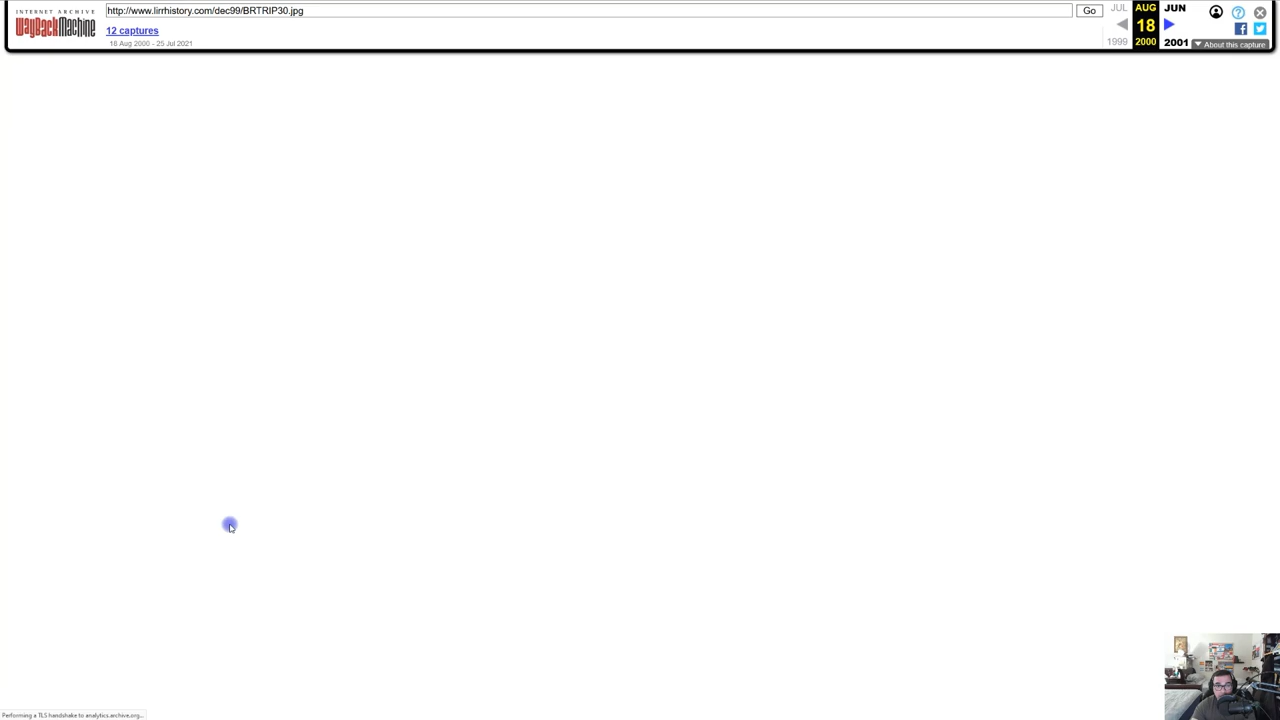 INTERNET ARCHIVE
WayBackMachine
http://www.lirrhistory.com/dec99/BRTRIP30.jpg
Go
12 captures
18 Aug 2000 - 25 Jul 2021
JUL
AUG
JUN
18
1999
2000
2001
About this capture
Performing a TLS handshake to analytics.archive.org...